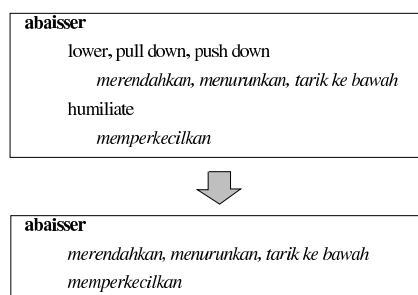 abaisser
lower, pull down, push down
merendahkan, menurunkan, tarik ke bawah
humiliate
memperkecilkan
abaisser
merendahkan, menurunkan, tarik ke bawah
memperkecilkan